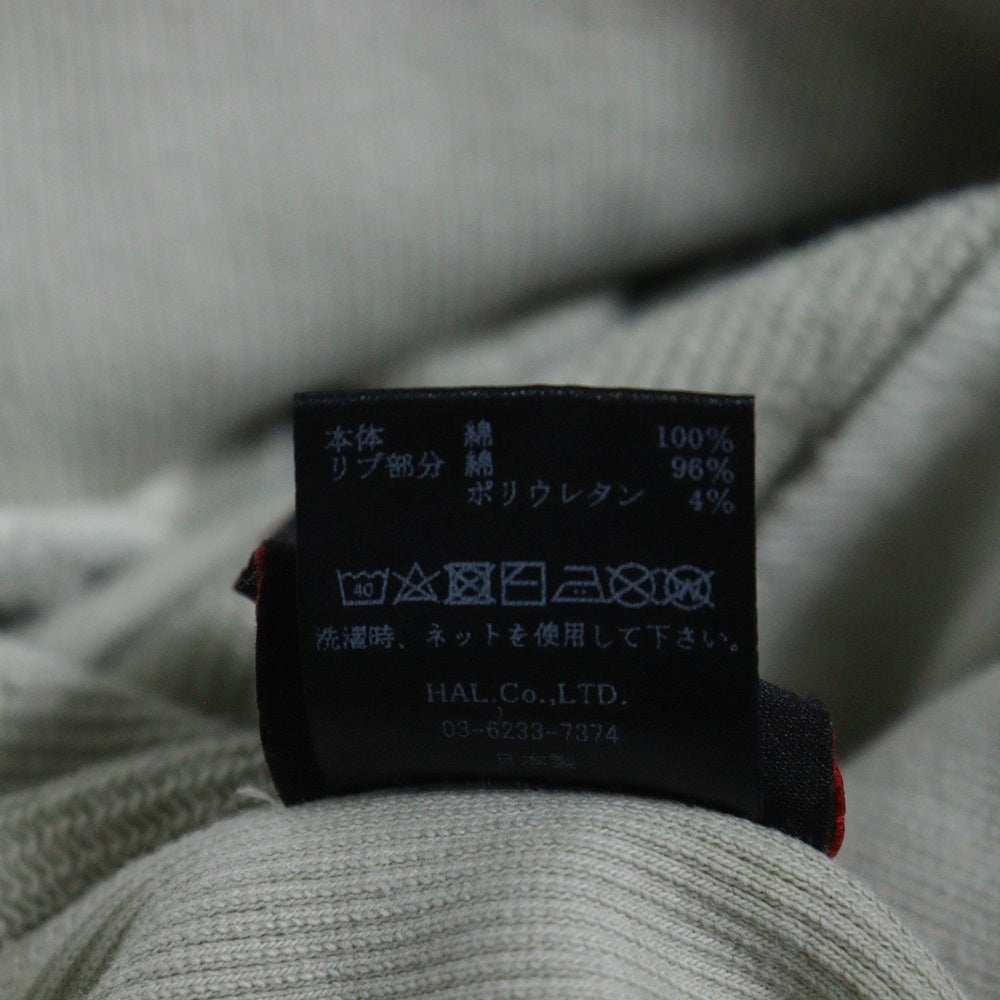 本体 綿 100%
リブ部分 綿 96%
ポリウレタン 4%
40
W
洗濯時、ネットを使用して下さい。
HAL.Co.,LTD.
03-6233-7374
日本製